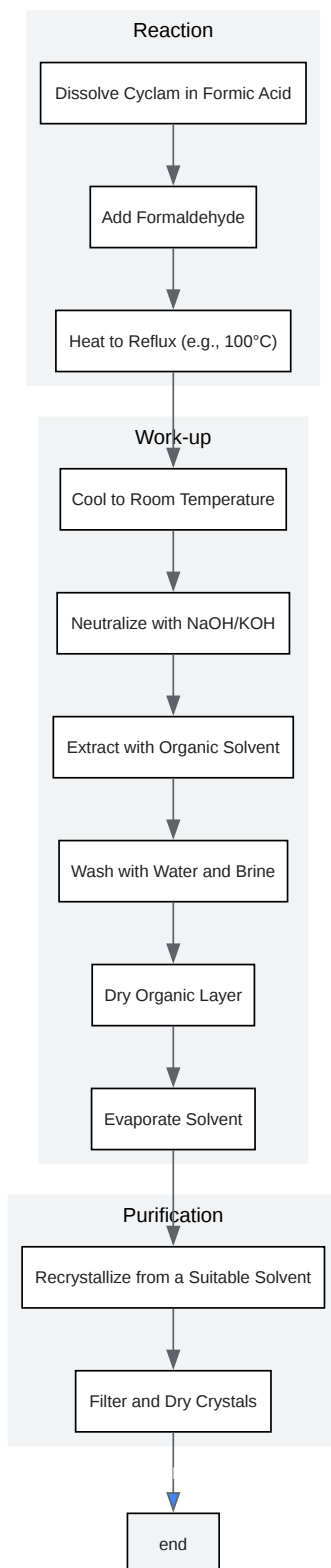 Reaction
Dissolve Cyclam in Formic Acid
Add Formaldehyde
Heat to Reflux (e.g., 100°C)
Work-up
Cool to Room Temperature
Neutralize with NaOH/KOH
Extract with Organic Solvent
Wash with Water and Brine
Dry Organic Layer
Evaporate Solvent
Purification
Recrystallize from a Suitable Solvent
Filter and Dry Crystals
end